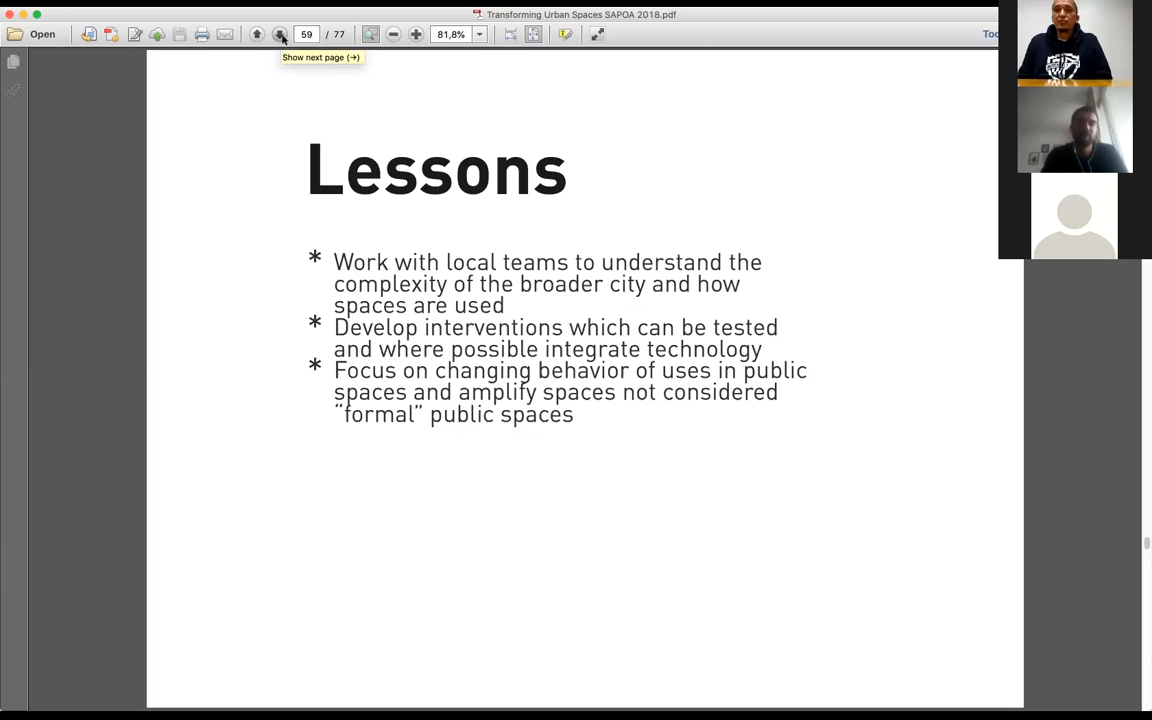 Transforming Urban Spaces SAPOA 2018.pdf
Open
59 / 77
81,8%
Show next page (→)
Lessons
* Work with local teams to understand the
complexity of the broader city and how
spaces are used
* Develop interventions which can be tested
and where possible integrate technology
* Focus on changing behavior of uses in public
spaces and amplify spaces not considered
“formal” public spaces